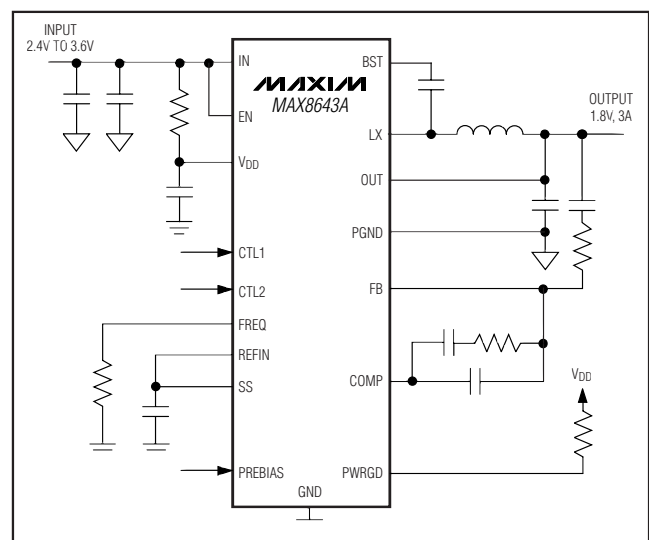 INPUT
2.4V TO 3.6V
IN
BST
MAXIM
MAX8643A
EN
OUTPUT
1.8V, 3A
LX
VDD
OUT
PGND
CTL1
CTL2
FB
FREQ
REFIN
SS
COMP
VDD
PREBIAS
PWRGD
GND